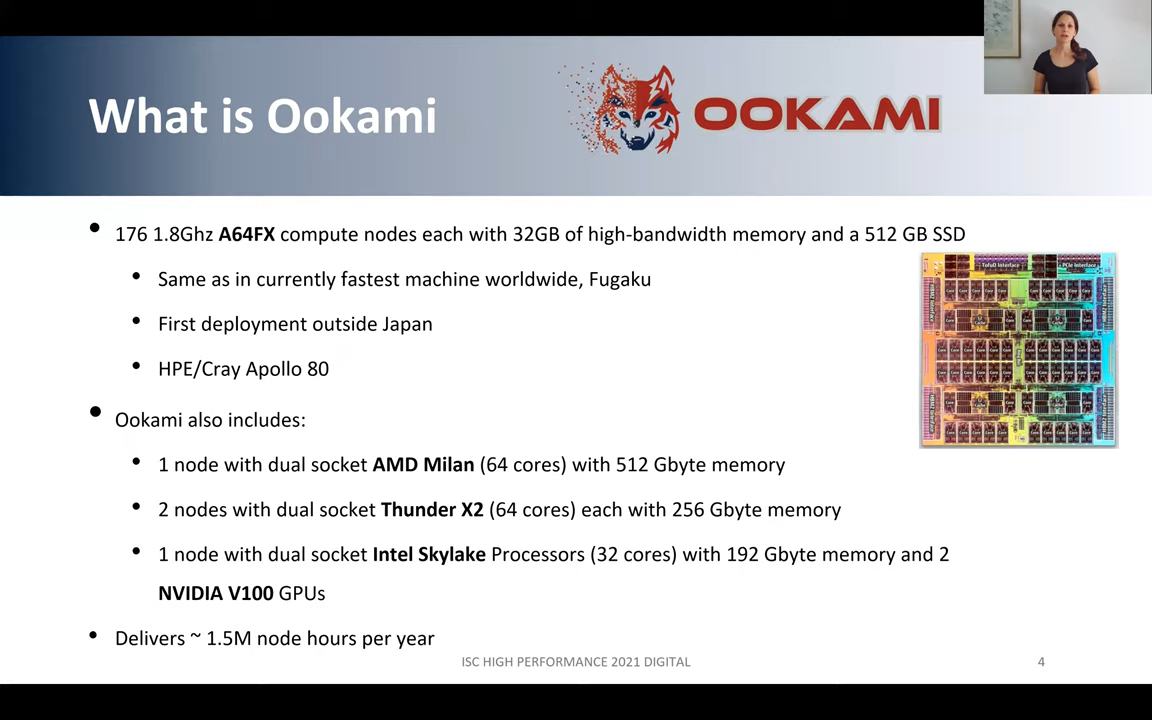 What is Ookami
OOKAMI
• 176 1.8Ghz A64FX compute nodes each with 32GB of high-bandwidth memory and a 512 GB SSD
• Same as in currently fastest machine worldwide, Fugaku
• First deployment outside Japan
• HPE/Cray Apollo 80
TofuD Interface
PCIe Interface
• Ookami also includes:
• 1 node with dual socket AMD Milan (64 cores) with 512 Gbyte memory
• 2 nodes with dual socket Thunder X2 (64 cores) each with 256 Gbyte memory
• 1 node with dual socket Intel Skylake Processors (32 cores) with 192 Gbyte memory and 2
NVIDIA V100 GPUs
• Delivers ~ 1.5M node hours per year
ISC HIGH PERFORMANCE 2021 DIGITAL
4